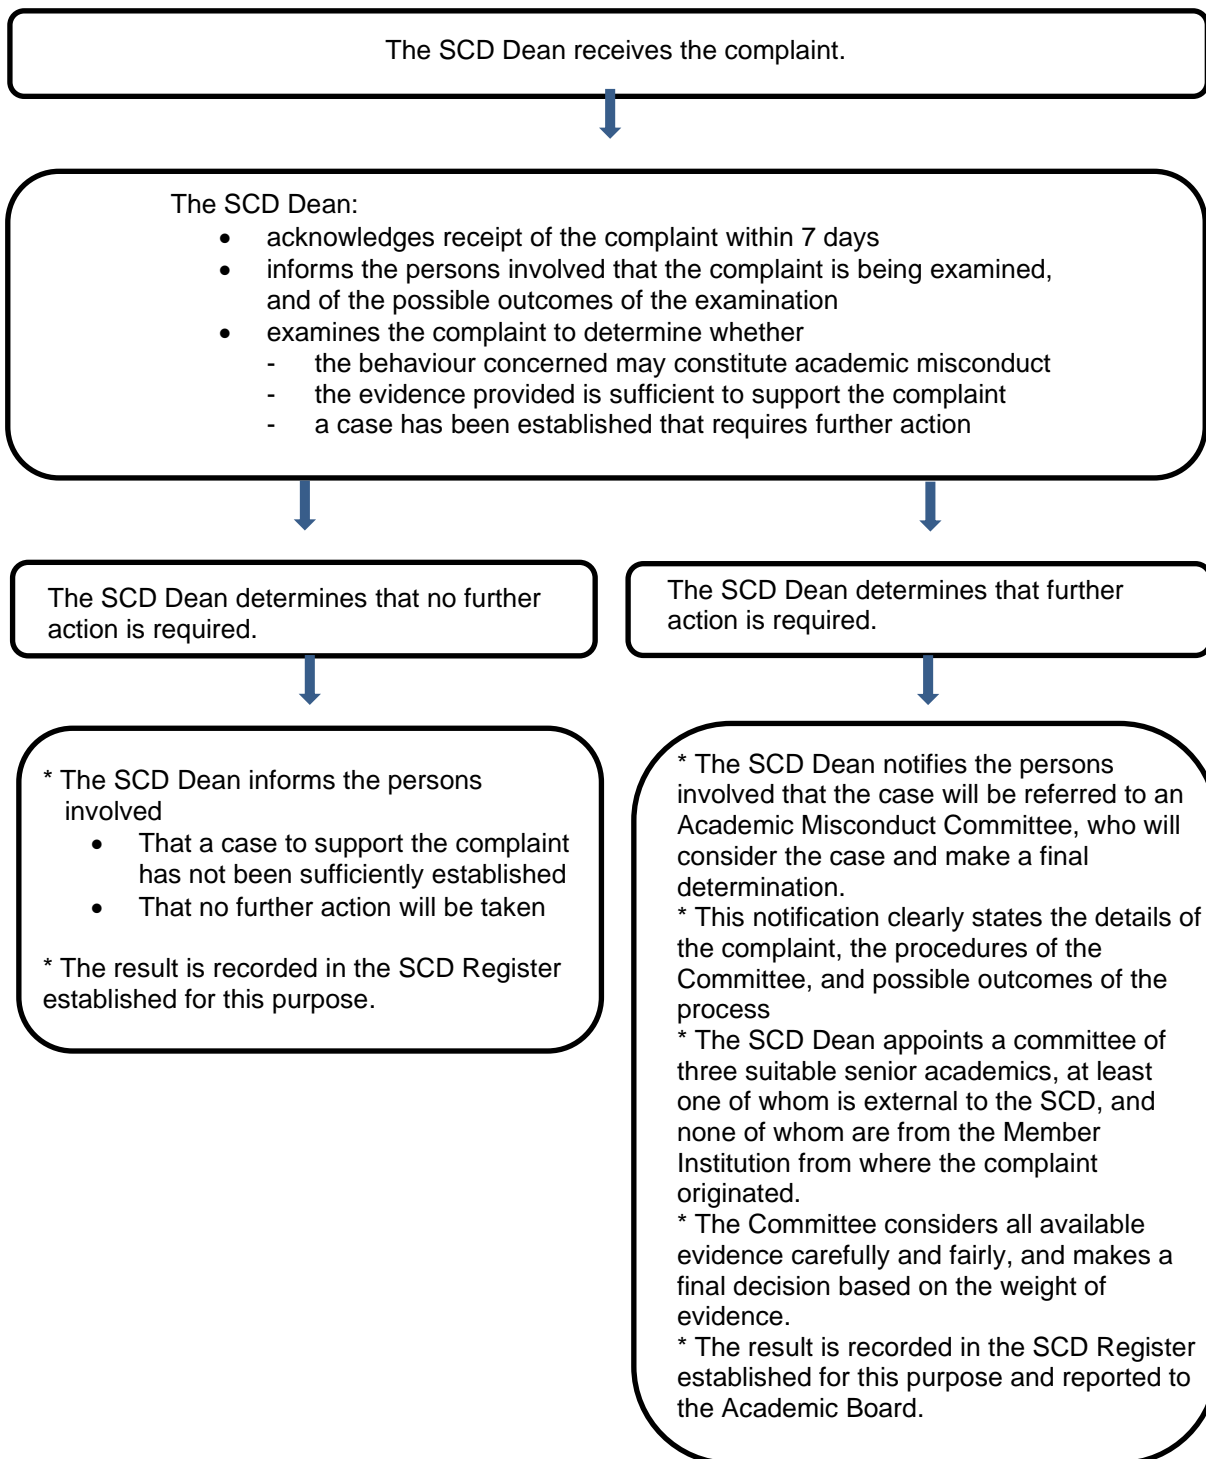 The SCD Dean receives the complaint.
The SCD Dean:
• acknowledges receipt of the complaint within 7 days
• informs the persons involved that the complaint is being examined,
and of the possible outcomes of the examination
• examines the complaint to determine whether
- the behaviour concerned may constitute academic misconduct
- the evidence provided is sufficient to support the complaint
- a case has been established that requires further action
The SCD Dean determines that no further
action is required.
The SCD Dean determines that further
action is required.
* The SCD Dean informs the persons
involved
• That a case to support the complaint
has not been sufficiently established
• That no further action will be taken
* The result is recorded in the SCD Register
established for this purpose.
* The SCD Dean notifies the persons
involved that the case will be referred to an
Academic Misconduct Committee, who will
consider the case and make a final
determination.
* This notification clearly states the details of
the complaint, the procedures of the
Committee, and possible outcomes of the
process
* The SCD Dean appoints a committee of
three suitable senior academics, at least
one of whom is external to the SCD, and
none of whom are from the Member
Institution from where the complaint
originated.
* The Committee considers all available
evidence carefully and fairly, and makes a
final decision based on the weight of
evidence.
* The result is recorded in the SCD Register
established for this purpose and reported to
the Academic Board.